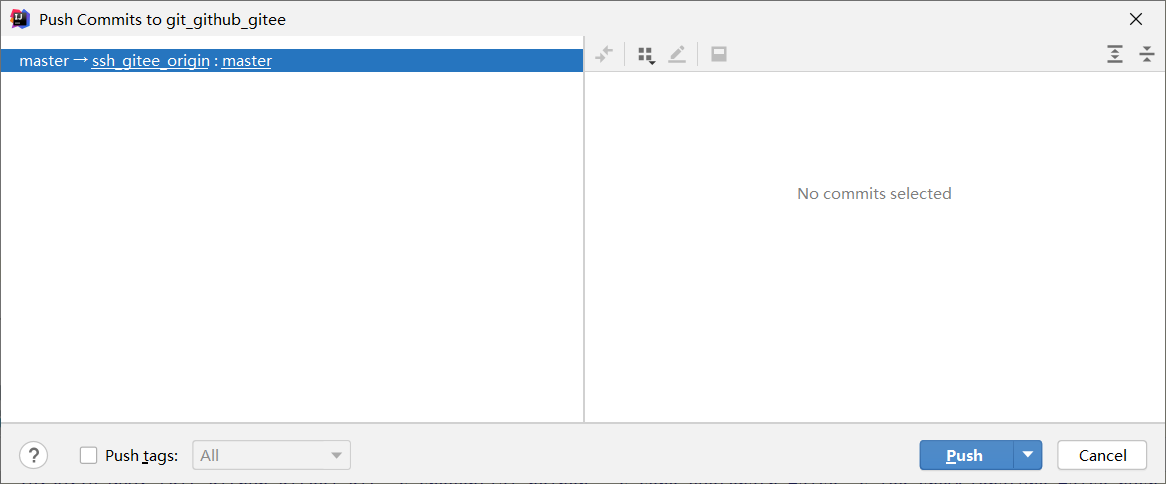 Push Commits to git_github_gitee
master → ssh_gitee_origin : master
No commits selected
? Push tags: All
Push Cancel